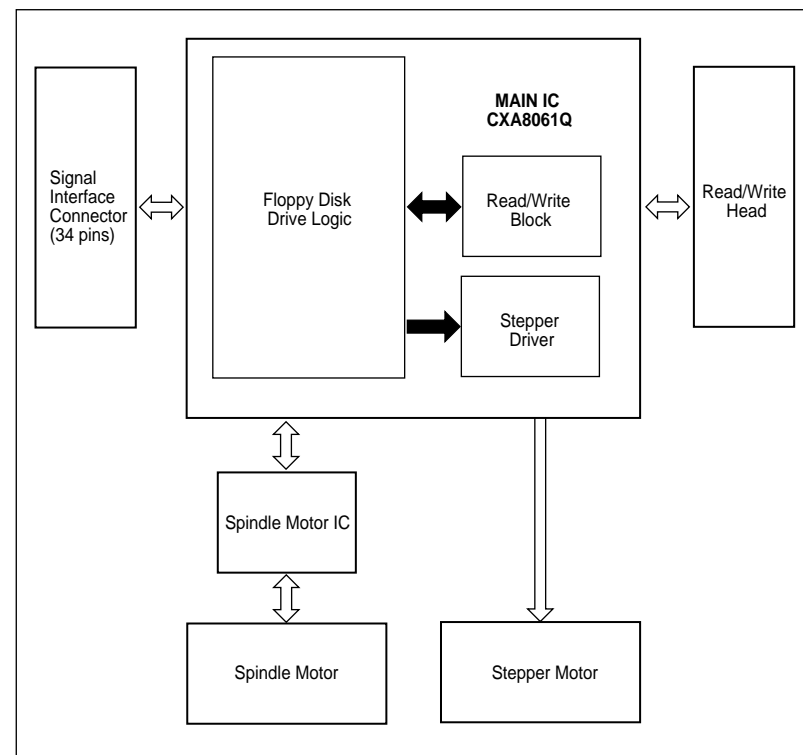 MAIN IC
CXA8061Q
Signal
Interface
Connector
(34 pins)
Floppy Disk
Drive Logic
Read/Write
Block
Read/Write
Head
Stepper
Driver
Spindle Motor IC
Spindle Motor
Stepper Motor